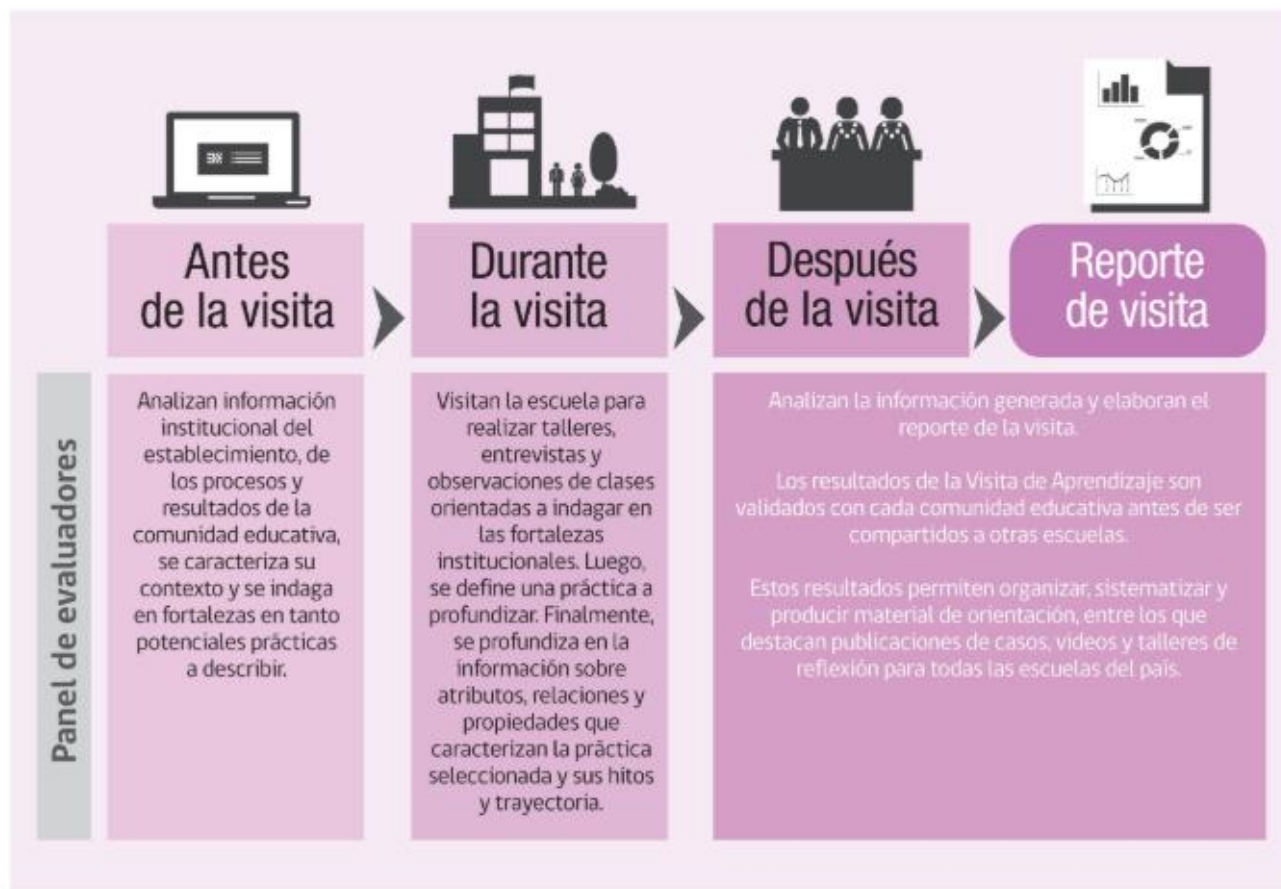 Antes
de la visita
Durante
la visita
Después
de la visita
Reporte
de visita
Panel de evaluadores
Analizan información
institucional del
establecimiento, de
los procesos y
resultados de la
comunidad educativa,
se caracteriza su
contexto y se indaga
en fortalezas en tanto
potenciales prácticas
a describir.
Visitan la escuela para
realizar talleres,
entrevistas y
observaciones de clases
orientadas a indagar en
las fortalezas
institucionales. Luego,
se define una práctica a
profundizar. Finalmente,
se profundiza en la
información sobre
atributos, relaciones y
propiedades que
caracterizan la práctica
seleccionada y sus hitos
y trayectoria.
Analizan la información generada y elaboran el
reporte de la visita.
Los resultados de la Visita de Aprendizaje son
validados con cada comunidad educativa antes de ser
compartidos a otras escuelas.
Estos resultados permiten organizar, sistematizar y
producir material de orientación, entre los que
destacan publicaciones de casos, videos y talleres de
reflexión para todas las escuelas del país.